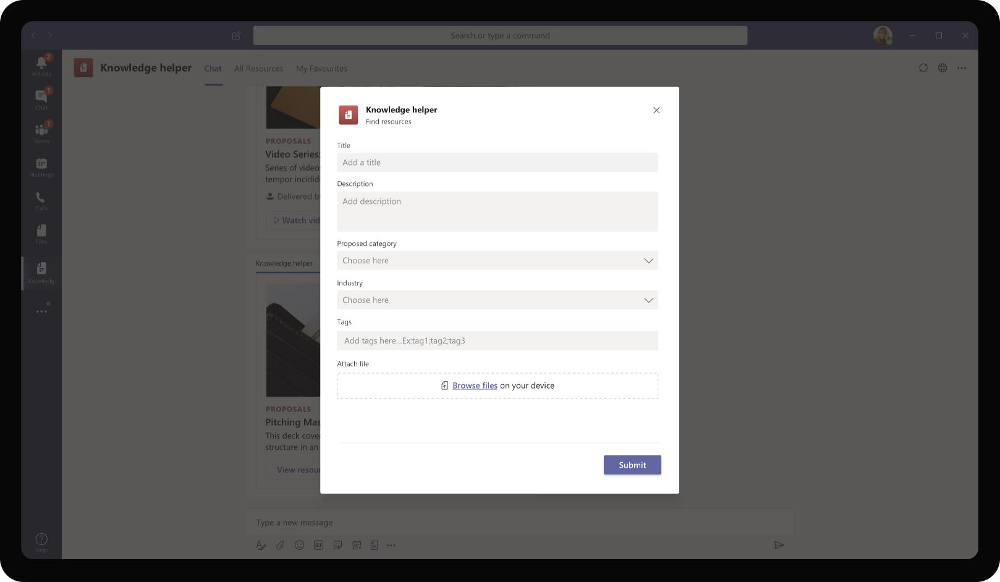 Search or type a command
2
Activity
1
Chat
1
Teams
Meetings
Calls
Files
Knowledg...
Help
Knowledge helper
Chat
All Resources
My Favourites
PROPOSALS
Video Series:
Series of video
tempor incidid
Delivered by
Watch vid
Knowledge helper
PROPOSALS
Pitching Mas
This deck cove
structure in an
View resou
Knowledge helper
Find resources
Title
Add a title
Description
Add description
Proposed category
Choose here
Industry
Choose here
Tags
Add tags here...Ex:tag1;tag2;tag3
Attach file
Browse files on your device
Submit
Type a new message
GIF